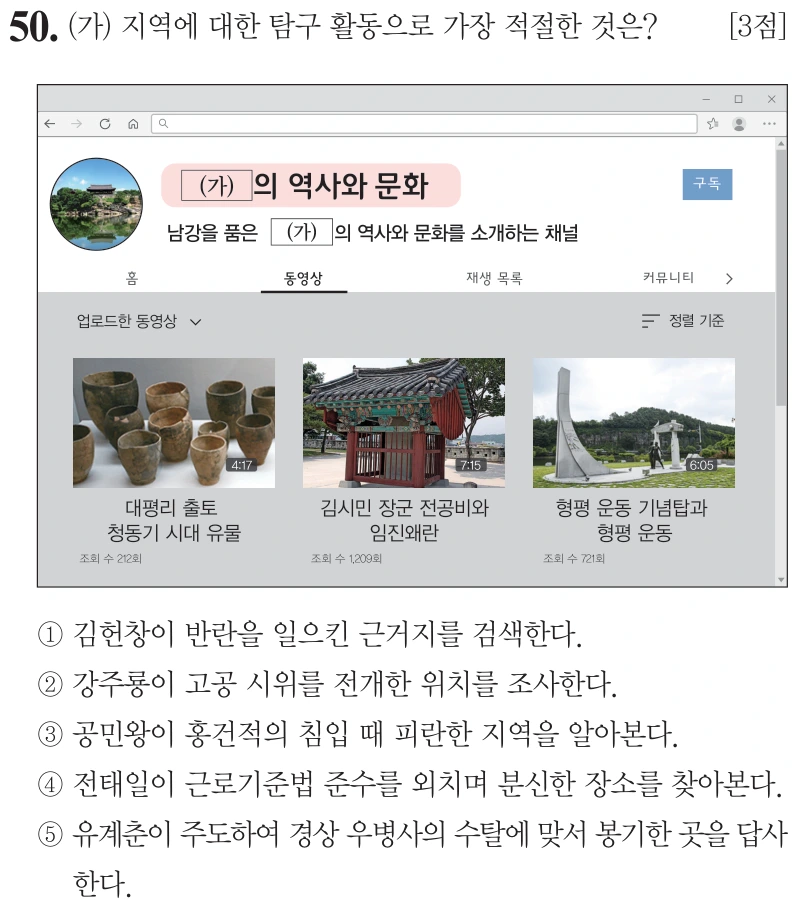 50. (가) 지역에 대한 탐구 활동으로 가장 적절한 것은? [3점]
(가) 의 역사와 문화
구독
남강을 품은 (가) 의 역사와 문화를 소개하는 채널
홈 동영상 재생 목록 커뮤니티
업로드한 동영상 정렬 기준
4:17 7:15 6:05
대평리 출토
청동기 시대 유물
조회 수 212회
김시민 장군 전공비와
임진왜란
조회 수 1,209회
형평 운동 기념탑과
형평 운동
조회 수 721회
① 김헌창이 반란을 일으킨 근거지를 검색한다.
② 강주룡이 고공 시위를 전개한 위치를 조사한다.
③ 공민왕이 홍건적의 침입 때 피란한 지역을 알아본다.
④ 전태일이 근로기준법 준수를 외치며 분신한 장소를 찾아본다.
⑤ 유계춘이 주도하여 경상 우병사의 수탈에 맞서 봉기한 곳을 답사
한다.